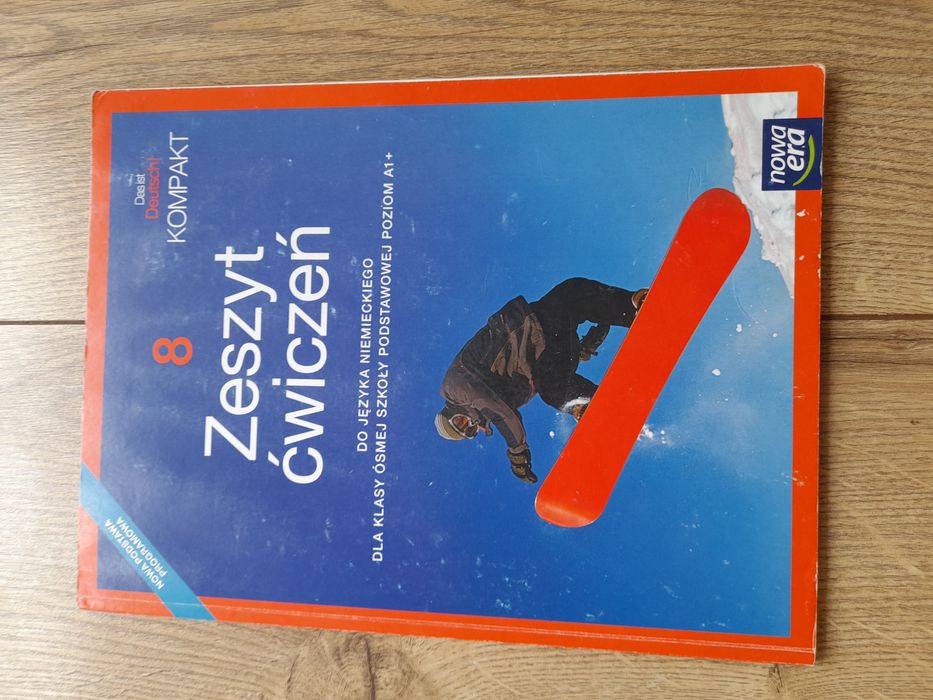 NOWA PODSTAWA
PROGRAMOWA
Das ist
Deutsch!
KOMPAKT
8
Zeszyt
ćwiczeń
DO JĘZYKA NIEMIECKIEGO
DLA KLASY ÓSMEJ SZKOŁY PODSTAWOWEJ POZIOM A1+
nowa
era